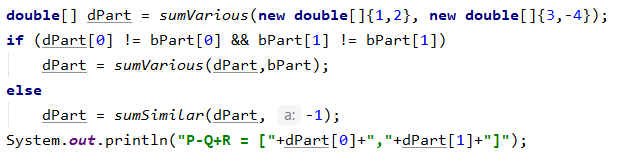 double[] dPart = sumVarious(new double[]{1,2}, new double[]{3,-4});
if (dPart[0] != bPart[0] && bPart[1] != bPart[1])
    dPart = sumVarious(dPart,bPart);
else
    dPart = sumSimilar(dPart, a: -1);
System.out.println("P-Q+R = ["+dPart[0]+","+dPart[1]+"]");